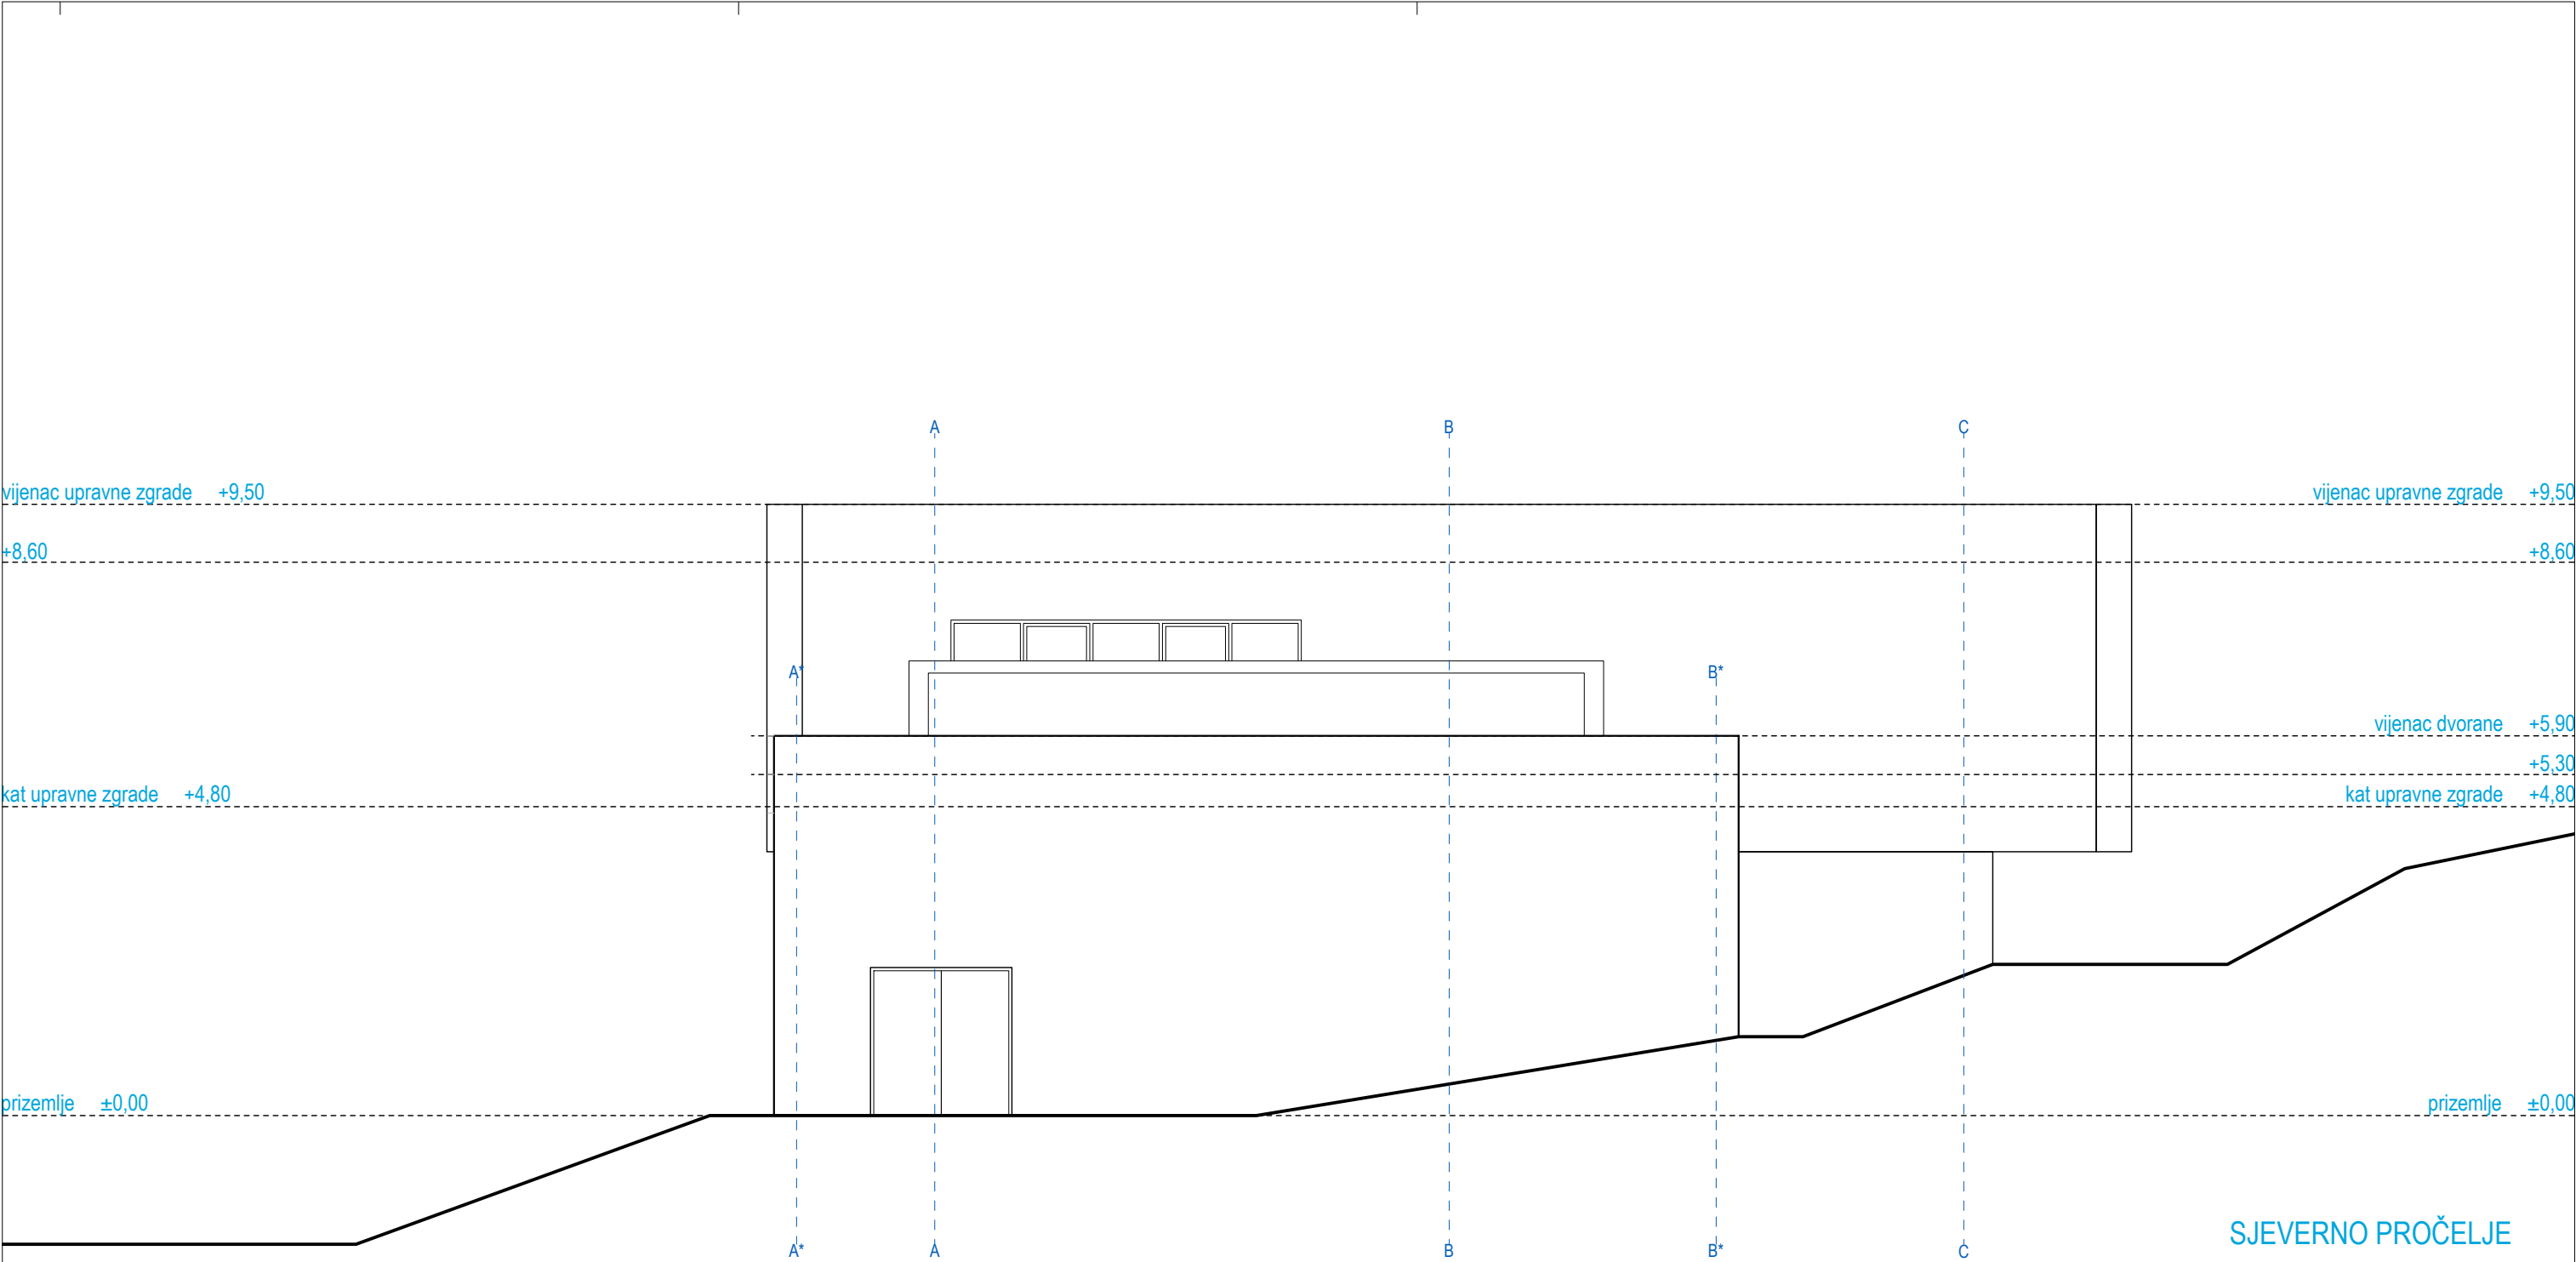 A B C
vijenac upravne zgrade +9,50 vijenac upravne zgrade +9,50
+8,60 +8,60
A* B*
vijenac dvorane +5,90
+5,30
kat upravne zgrade +4,80 kat upravne zgrade +4,80
prizemlje ±0,00 prizemlje ±0,00
SJEVERNO PROČELJE
A* A B B* C